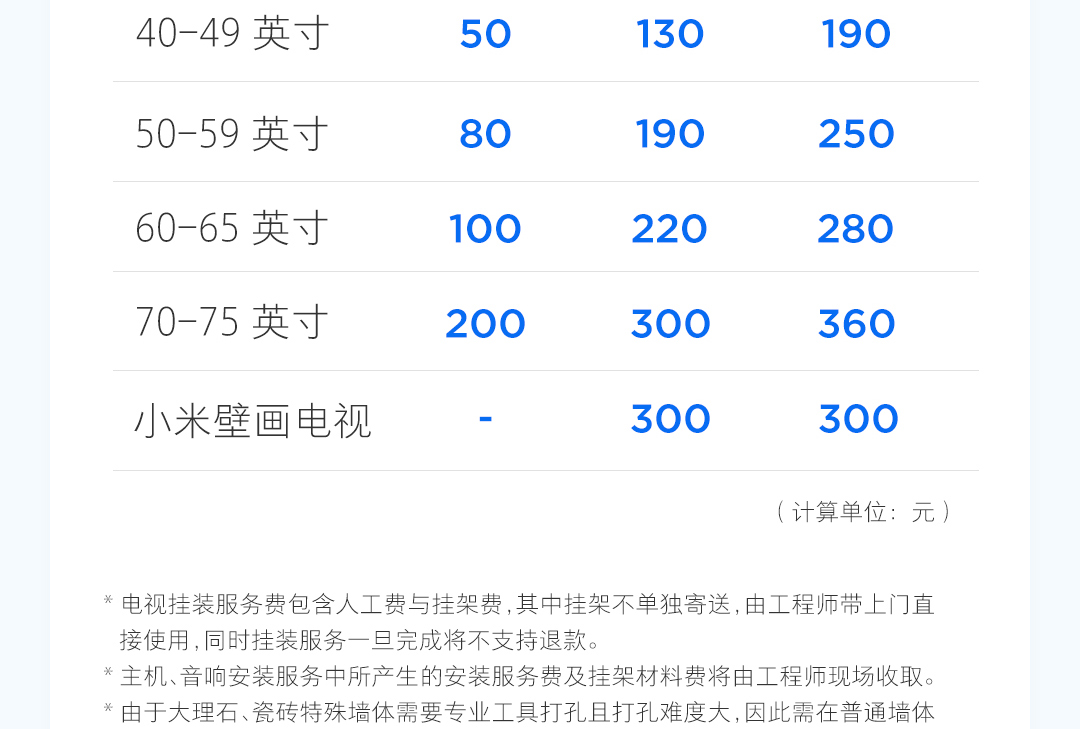 40–49 英寸 50 130 190
50–59 英寸 80 190 250
60–65 英寸 100 220 280
70–75 英寸 200 300 360
小米壁画电视 - 300 300
（计算单位：元）
* 电视挂装服务费包含人工费与挂架费，其中挂架不单独寄送，由工程师带上门直
接使用，同时挂装服务一旦完成将不支持退款。
* 主机、音响安装服务中所产生的安装服务费及挂架材料费将由工程师现场收取。
* 由于大理石、瓷砖特殊墙体需要专业工具打孔且打孔难度大，因此需在普通墙体